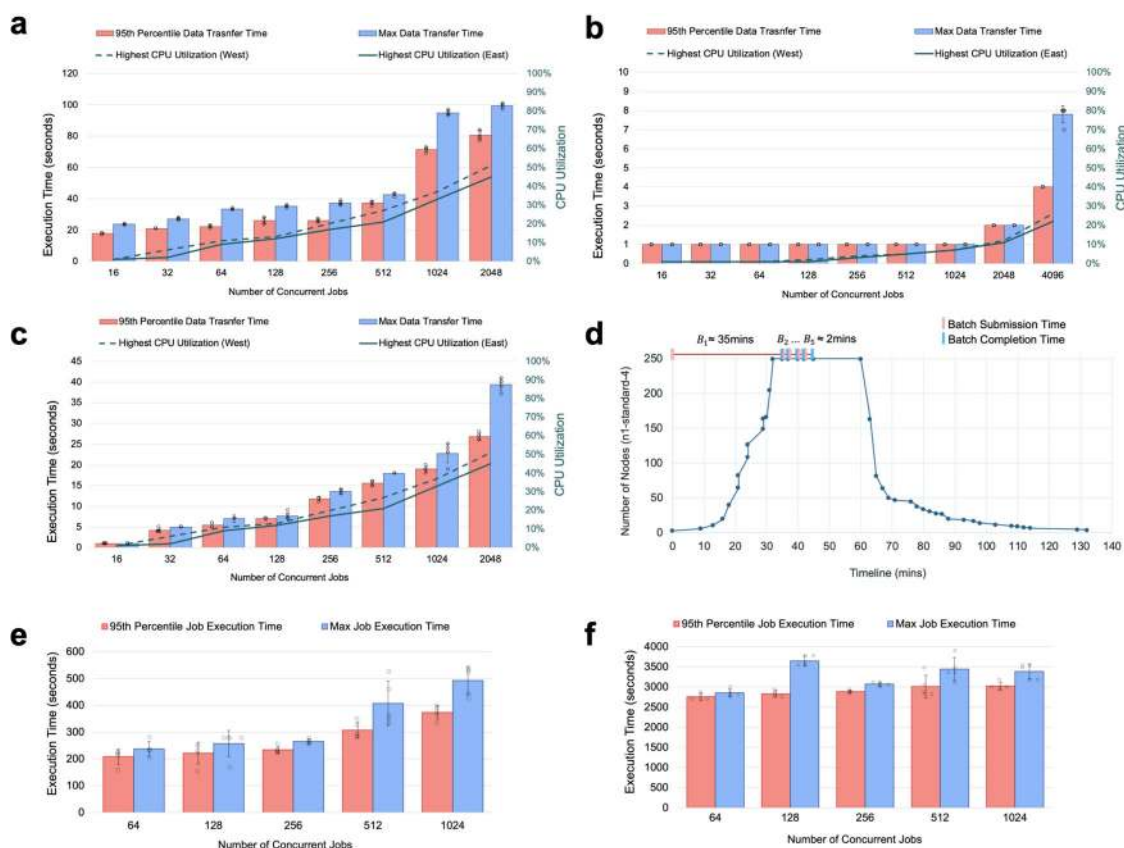 a
95th Percentile Data Trasnfer Time
Max Data Transfer Time
Highest CPU Utilization (West)
Highest CPU Utilization (East)
120
100
80
60
40
20
0
Execution Time (seconds)
100%
90%
80%
70%
60%
50%
40%
30%
20%
10%
0%
CPU Utilization
16 32 64 128 256 512 1024 2048
Number of Concurrent Jobs
b
95th Percentile Data Trasnfer Time
Max Data Transfer Time
Highest CPU Utilization (West)
Highest CPU Utilization (East)
10
9
8
7
6
5
4
3
2
1
0
Execution Time (seconds)
100%
90%
80%
70%
60%
50%
40%
30%
20%
10%
0%
CPU Utilization
16 32 64 128 256 512 1024 2048 4096
Number of Concurrent Jobs
c
95th Percentile Data Trasnfer Time
Max Data Transfer Time
Highest CPU Utilization (West)
Highest CPU Utilization (East)
45
40
35
30
25
20
15
10
5
0
Execution Time (seconds)
100%
90%
80%
70%
60%
50%
40%
30%
20%
10%
0%
CPU Utilization
16 32 64 128 256 512 1024 2048
Number of Concurrent Jobs
d
Batch Submission Time
Batch Completion Time
B₁≈ 35mins
B₂ ... B₅ ≈ 2mins
250
200
150
100
50
0
Number of Nodes (n1-standard-4)
0 10 20 30 40 50 60 70 80 90 100 110 120 130 140
Timeline (mins)
e
95th Percentile Job Execution Time
Max Job Execution Time
600
500
400
300
200
100
0
Execution Time (seconds)
64 128 256 512 1024
Number of Concurrent Jobs
f
95th Percentile Job Execution Time
Max Job Execution Time
4000
3500
3000
2500
2000
1500
1000
500
0
Execution Time (seconds)
64 128 256 512 1024
Number of Concurrent Jobs